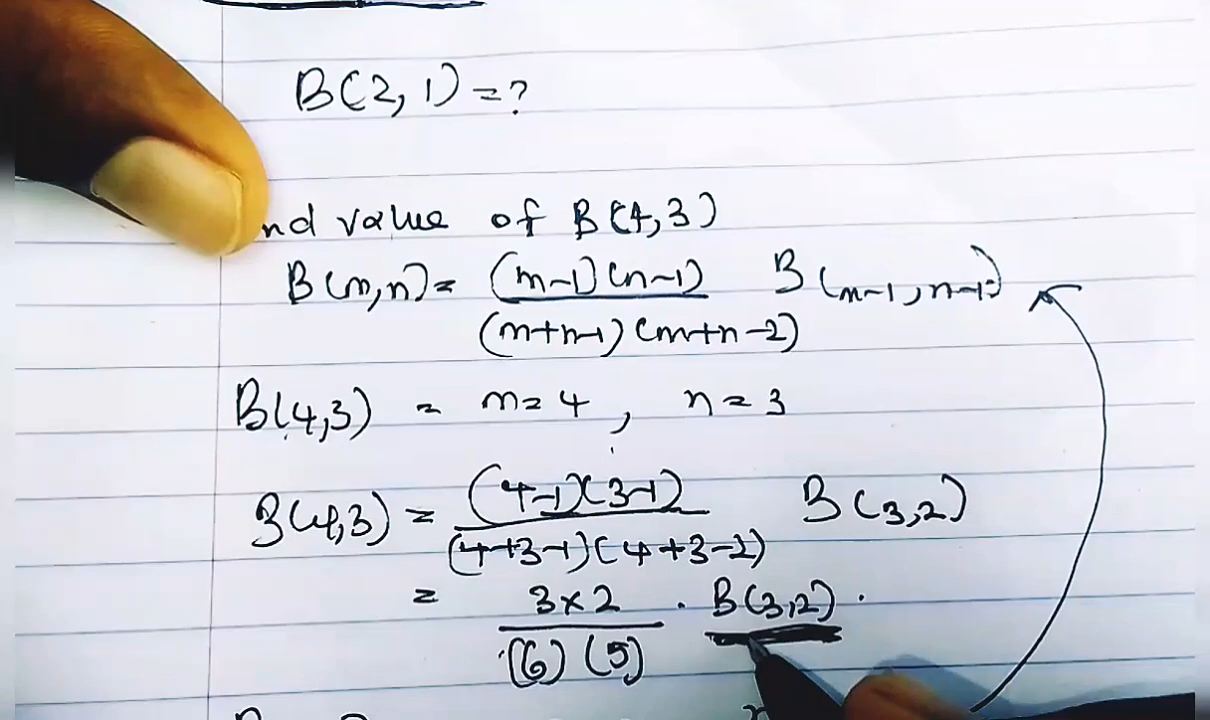 B(2,1) = ?
nd value of B(4,3)
B(m,n) = (m-1)(n-1) / (m+n-1)(m+n-2) B(m-1, n-1)
B(4,3) = m = 4 , n = 3
B(4,3) = (4-1)(3-1) / (4+3-1)(4+3-2) B(3,2)
= 3×2 / (6)(5) . B(3,2) .